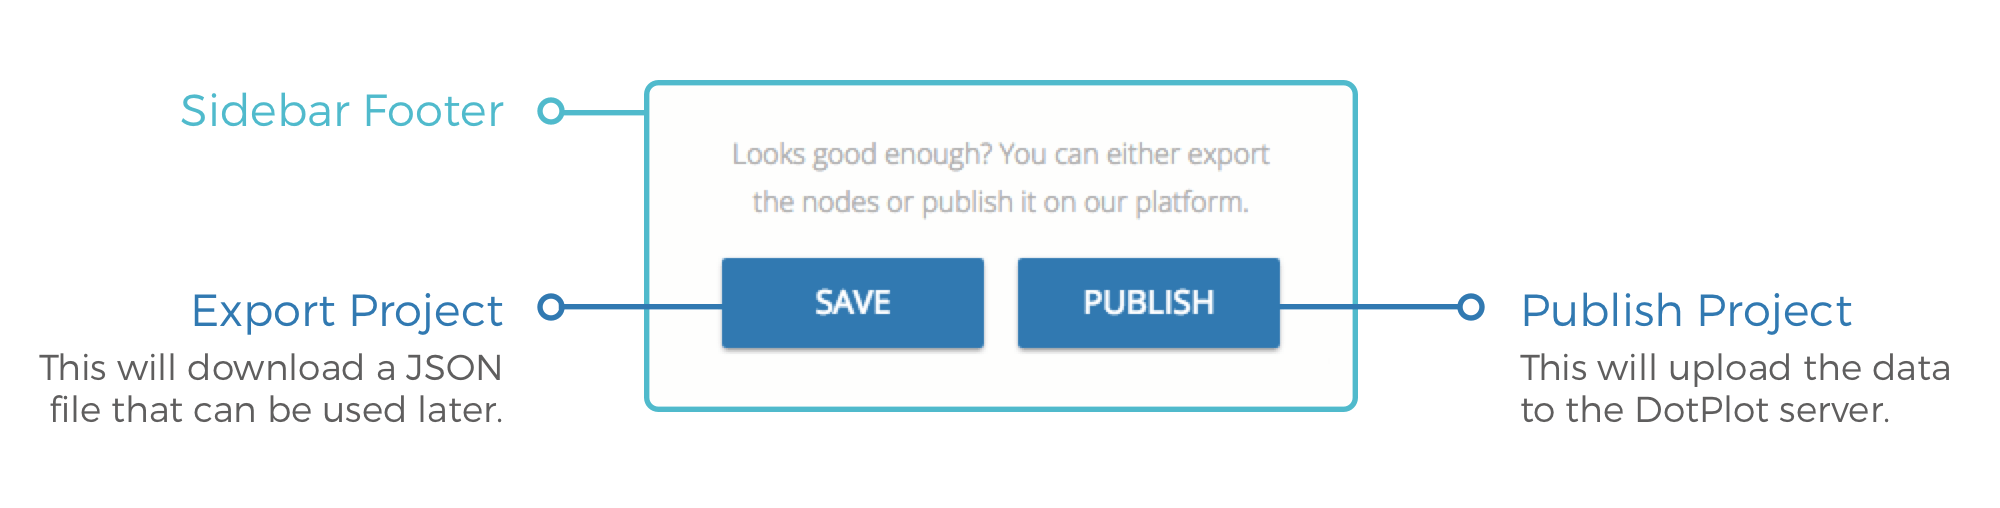 Sidebar Footer
Looks good enough? You can either export
the nodes or publish it on our platform.
SAVE
PUBLISH
Export Project
This will download a JSON
file that can be used later.
Publish Project
This will upload the data
to the DotPlot server.